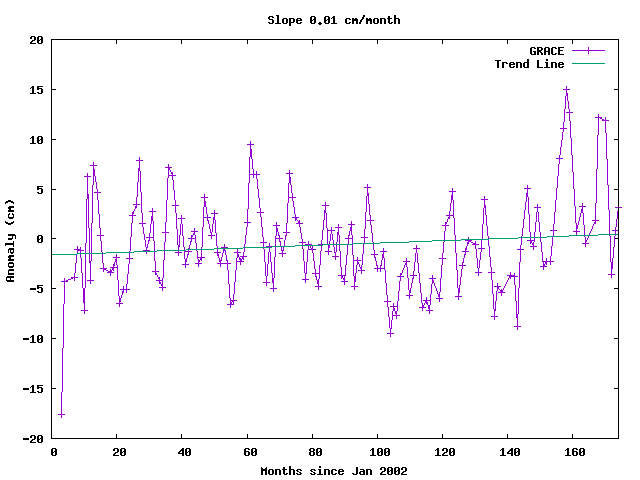 Slope 0.01 cm/month
20
GRACE
Trend Line
15
10
5
0
-5
-10
-15
-20
Anomaly (cm)
0 20 40 60 80 100 120 140 160
Months since Jan 2002